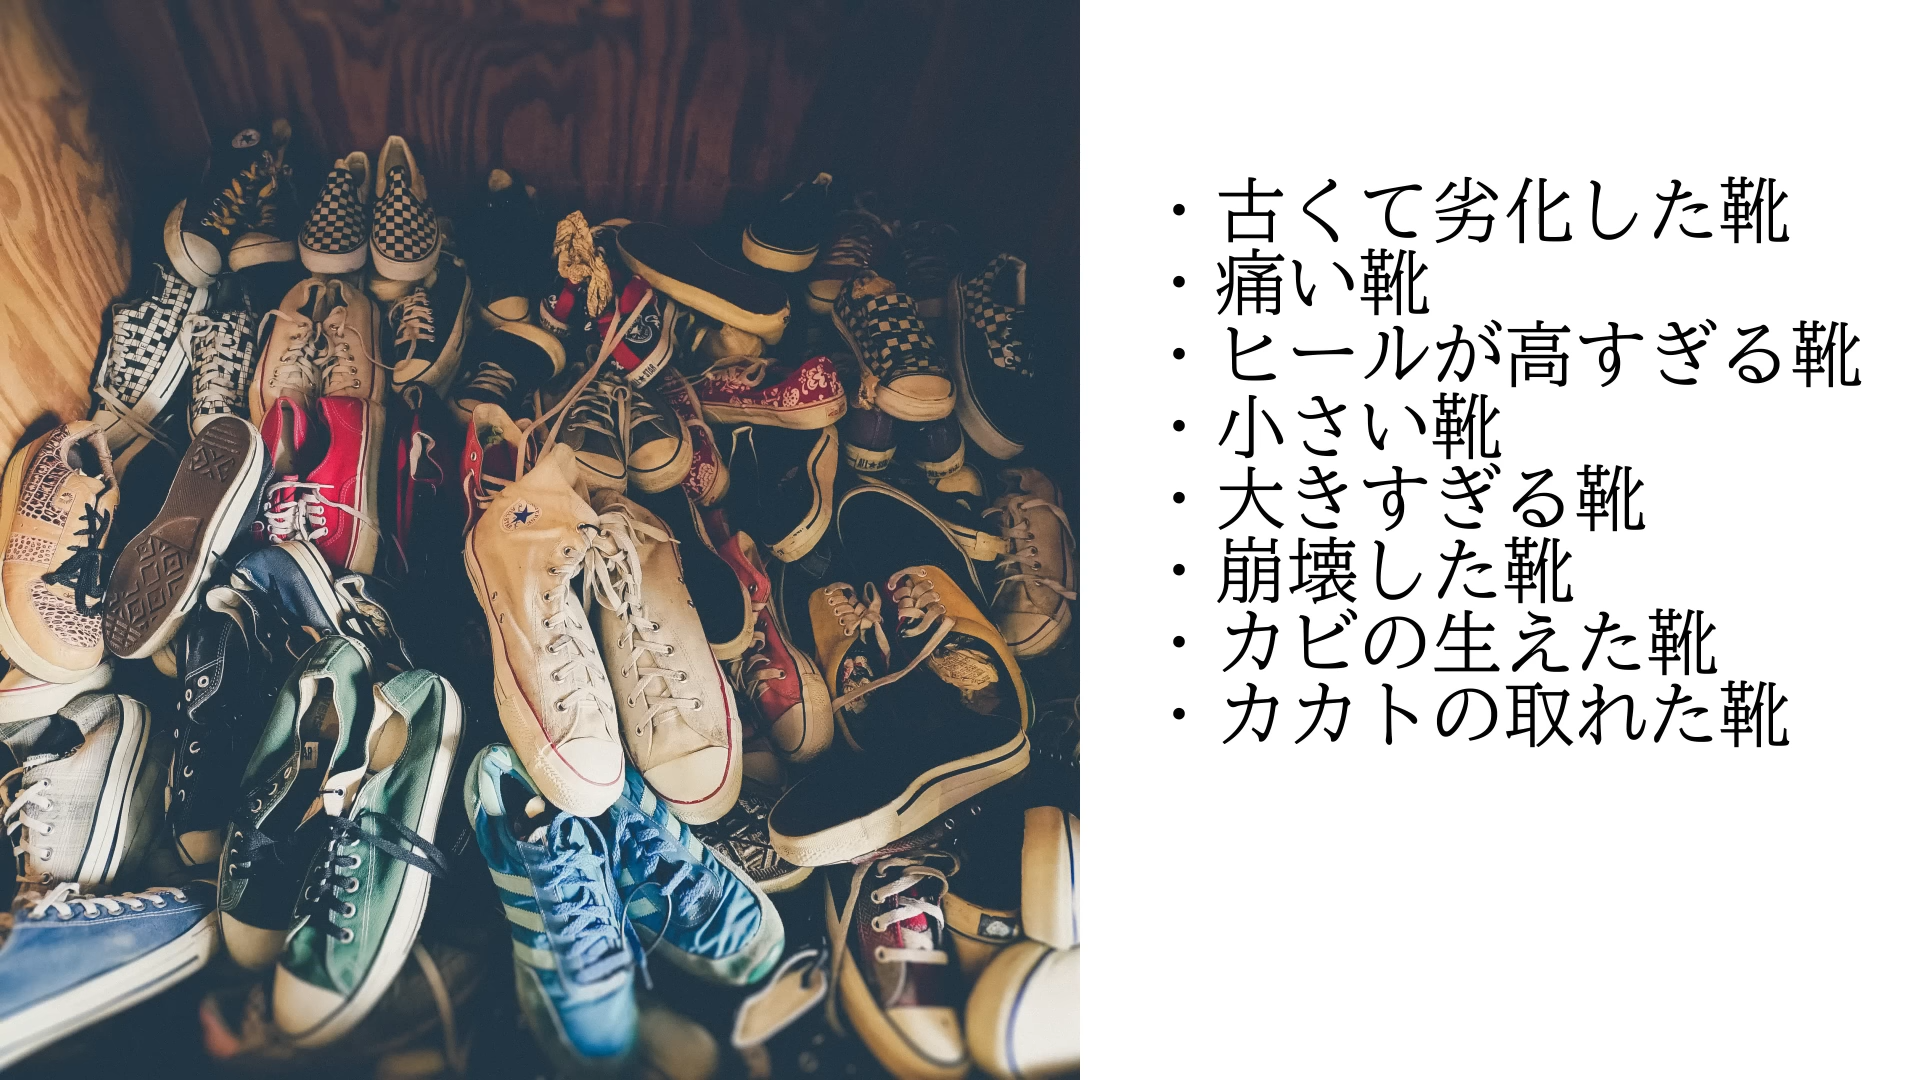 ・古くて劣化した靴
・痛い靴
・ヒールが高すぎる靴
・小さい靴
・大きすぎる靴
・崩壊した靴
・カビの生えた靴
・カカトの取れた靴